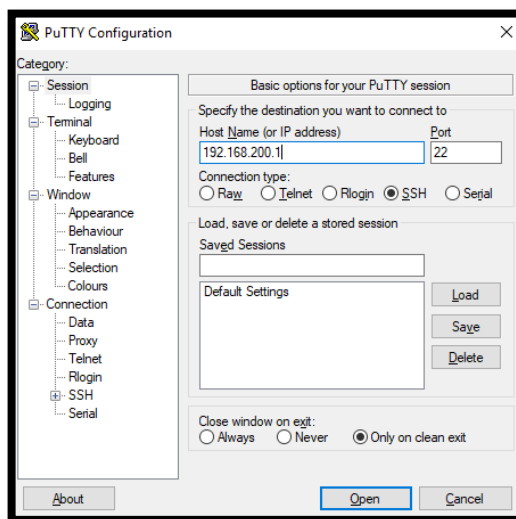 PuTTY Configuration
Category:
Session
Logging
Terminal
Keyboard
Bell
Features
Window
Appearance
Behaviour
Translation
Selection
Colours
Connection
Data
Proxy
Telnet
Rlogin
SSH
Serial
Basic options for your PuTTY session
Specify the destination you want to connect to
Host Name (or IP address) Port
192.168.200.1 22
Connection type:
Raw Telnet Rlogin SSH Serial
Load, save or delete a stored session
Saved Sessions
Default Settings
Load
Save
Delete
Close window on exit:
Always Never Only on clean exit
About Open Cancel